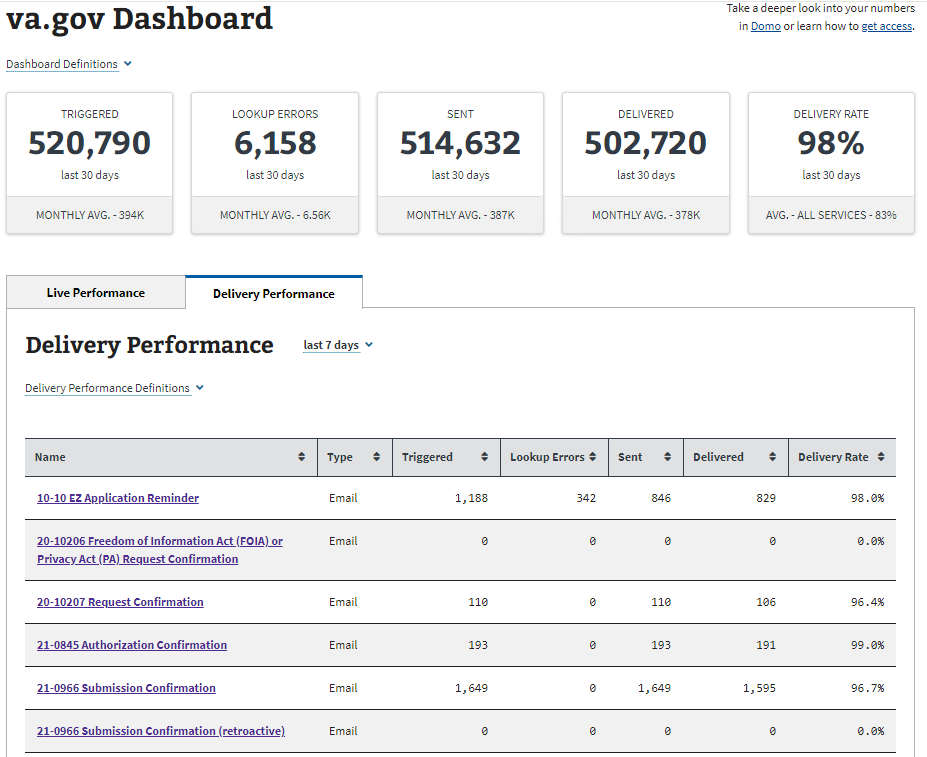 va.gov Dashboard
Take a deeper look into your numbers
in Domo or learn how to get access.
Dashboard Definitions
TRIGGERED
520,790
last 30 days
MONTHLY AVG. - 394K
LOOKUP ERRORS
6,158
last 30 days
MONTHLY AVG. - 6.56K
SENT
514,632
last 30 days
MONTHLY AVG. - 387K
DELIVERED
502,720
last 30 days
MONTHLY AVG. - 378K
DELIVERY RATE
98%
last 30 days
AVG. - ALL SERVICES - 83%
Live Performance
Delivery Performance
Delivery Performance last 7 days
Delivery Performance Definitions
Name Type Triggered Lookup Errors Sent Delivered Delivery Rate
10-10 EZ Application Reminder Email 1,188 342 846 829 98.0%
20-10206 Freedom of Information Act (FOIA) or Email 0 0 0 0 0.0%
Privacy Act (PA) Request Confirmation
20-10207 Request Confirmation Email 110 0 110 106 96.4%
21-0845 Authorization Confirmation Email 193 0 193 191 99.0%
21-0966 Submission Confirmation Email 1,649 0 1,649 1,595 96.7%
21-0966 Submission Confirmation (retroactive) Email 0 0 0 0 0.0%